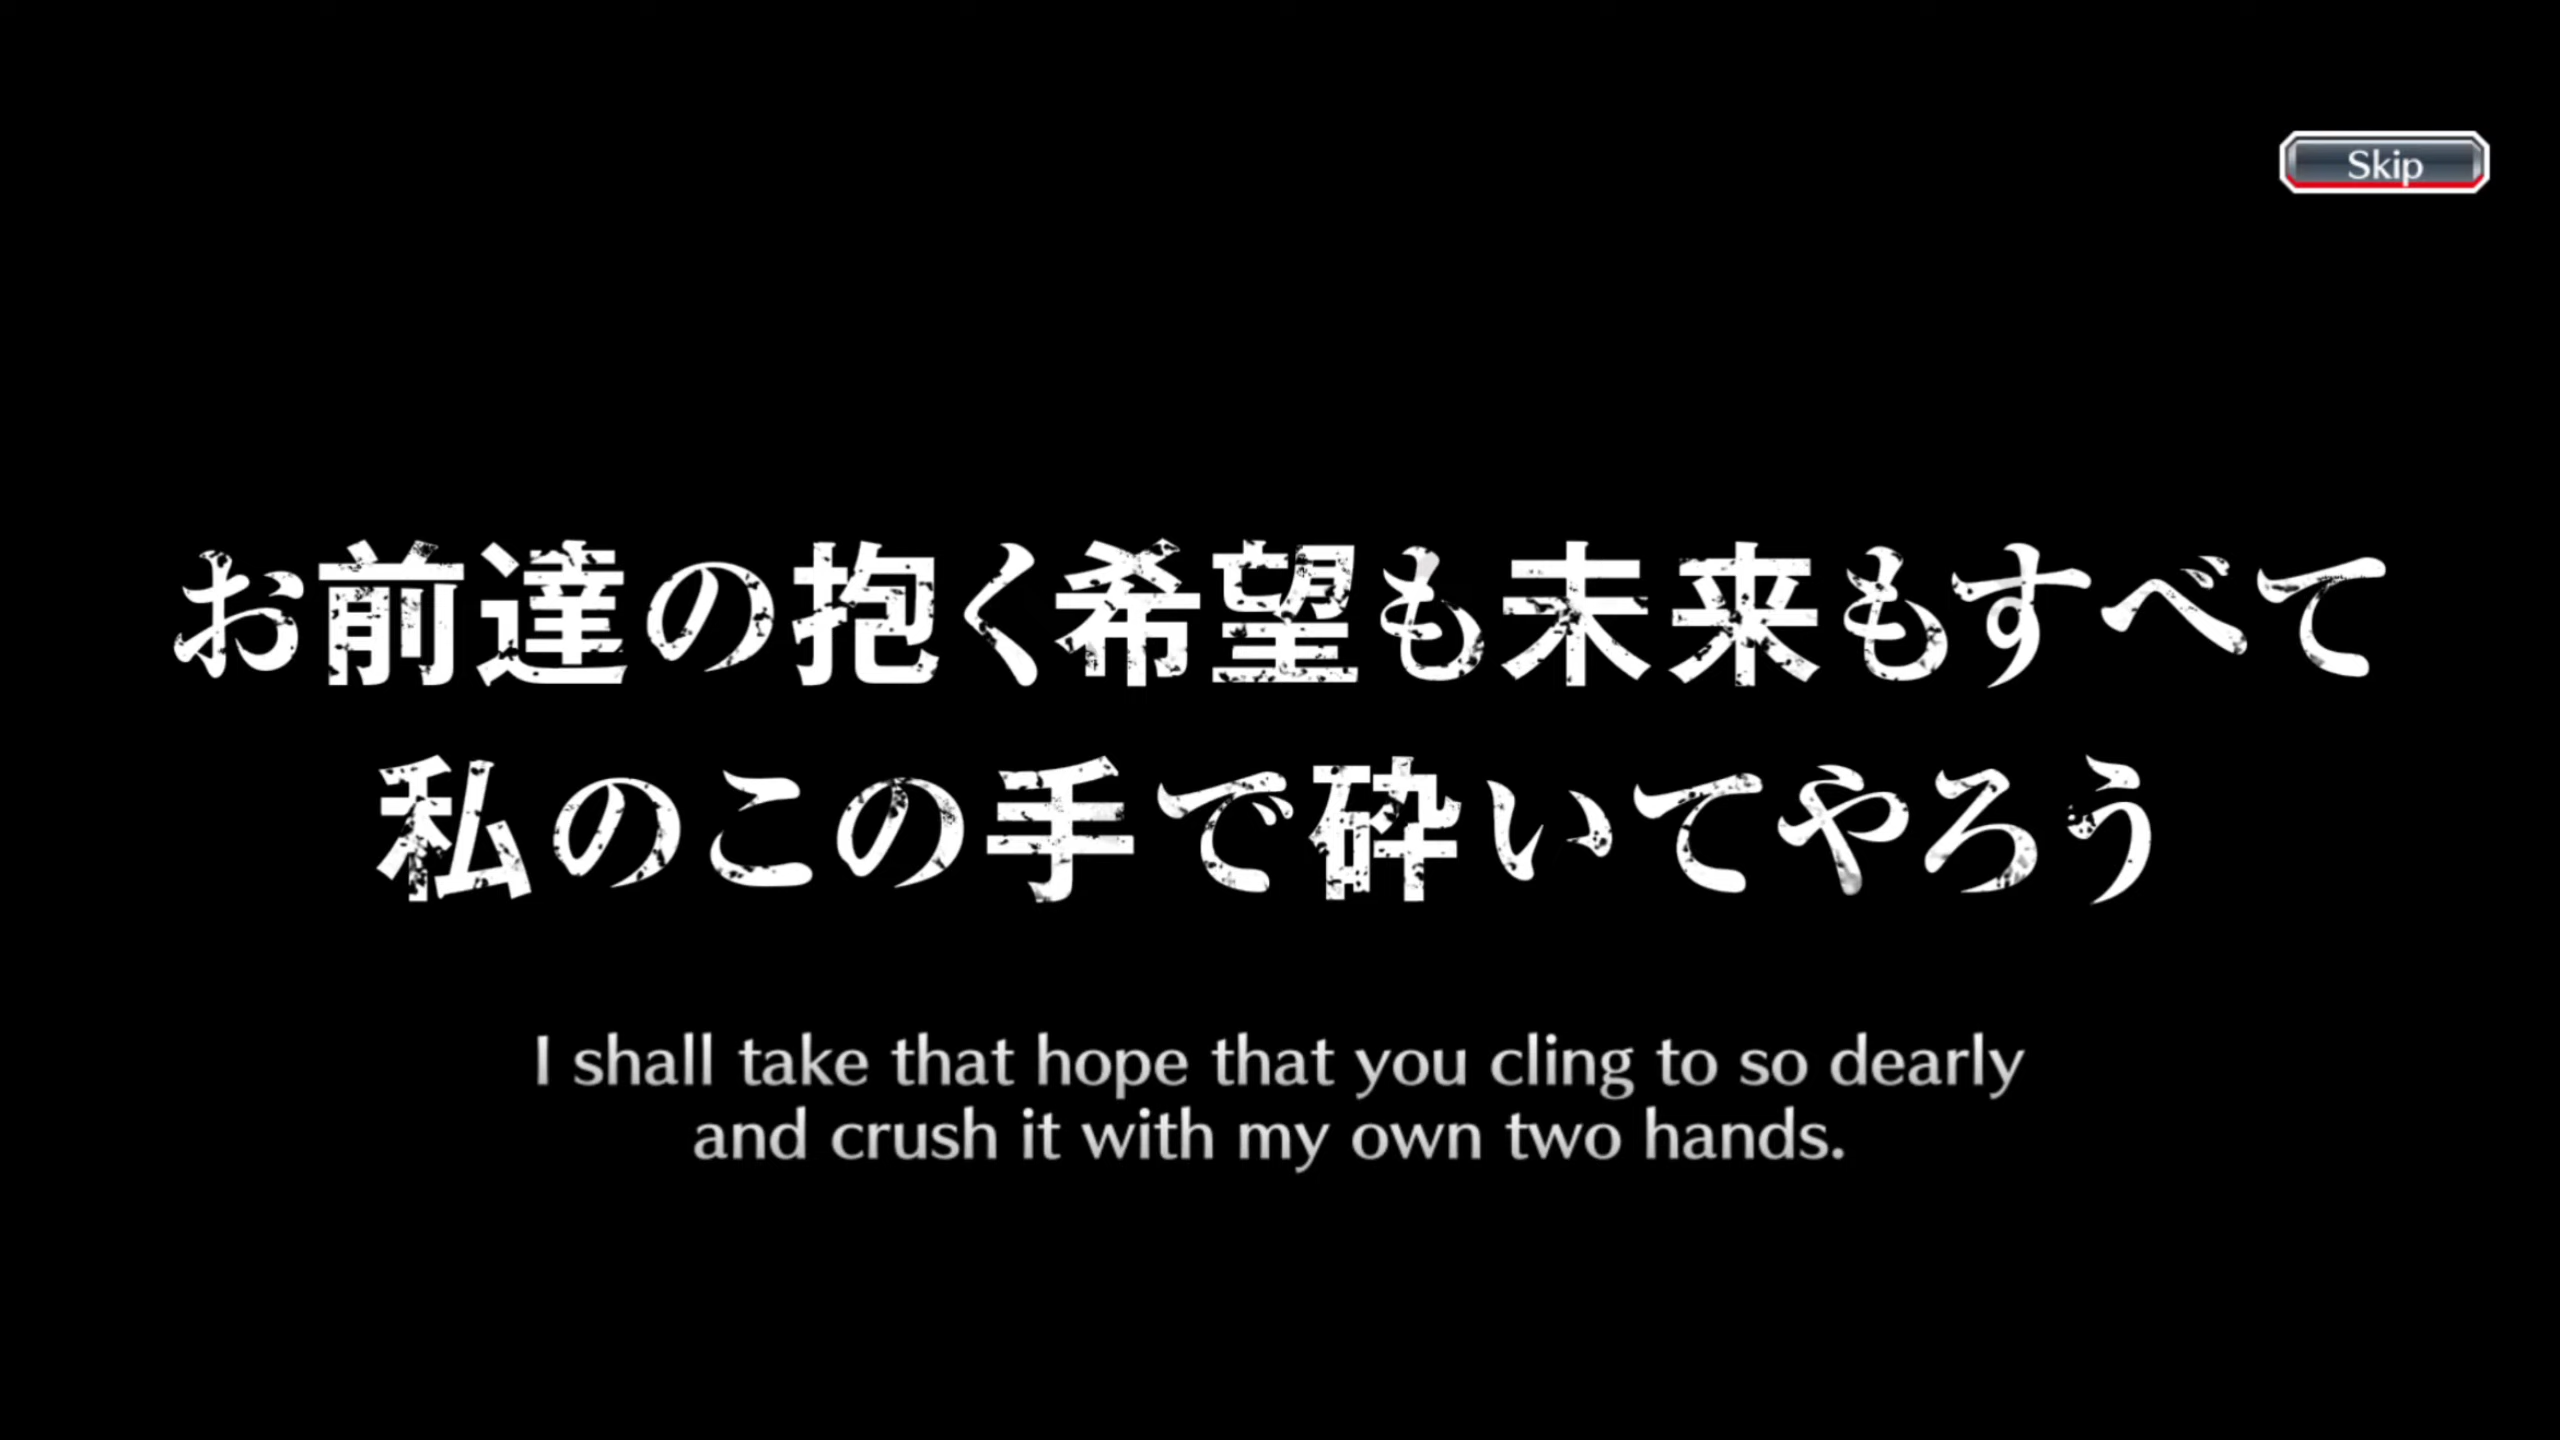 Skip
お前達の抱く希望も未来もすべて
私のこの手で砕いてやろう
I shall take that hope that you cling to so dearly
and crush it with my own two hands.